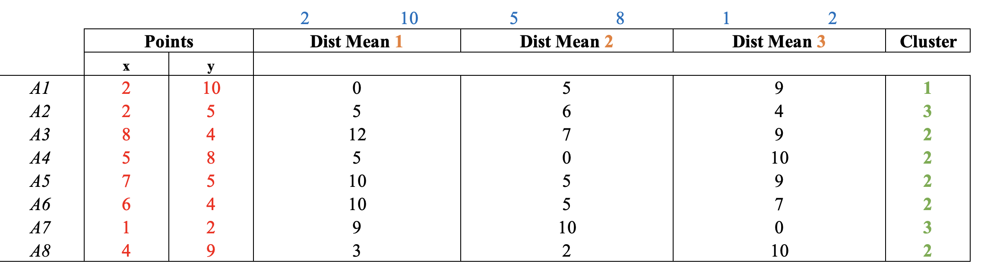 2 10 5 8 1 2
Points Dist Mean 1 Dist Mean 2 Dist Mean 3 Cluster
x y
A1 2 10 0 5 9 1
A2 2 5 5 6 4 3
A3 8 4 12 7 9 2
A4 5 8 5 0 10 2
A5 7 5 10 5 9 2
A6 6 4 10 5 7 2
A7 1 2 9 10 0 3
A8 4 9 3 2 10 2